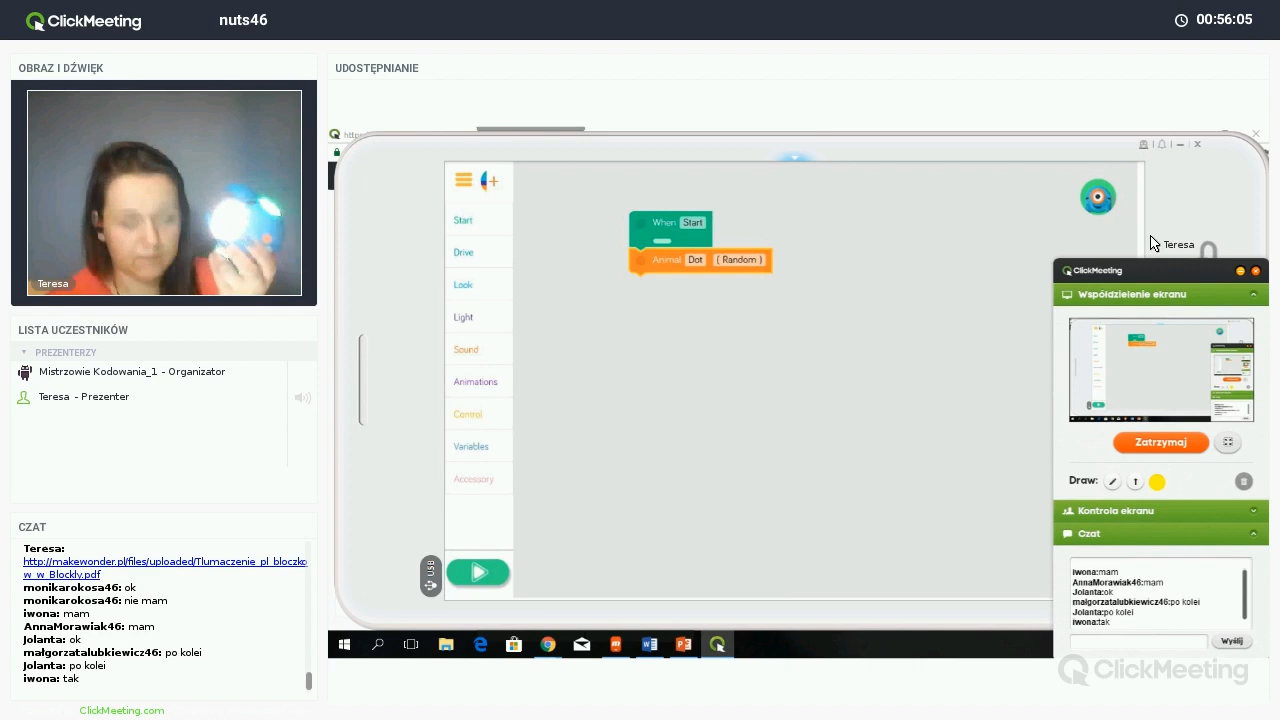 ClickMeeting
nuts46
00:56:05
OBRAZ I DŹWIĘK
Teresa
LISTA UCZESTNIKÓW
PREZENTERZY
Mistrzowie Kodowania_1 - Organizator
Teresa - Prezenter
CZAT
Teresa:
http://makewonder.pl/files/uploaded/Tlumaczenie_pl_bloczko
w_w_Blockly.pdf
monikarokosa46: ok
monikarokosa46: nie mam
iwona: mam
AnnaMorawiak46: mam
Jolanta: ok
małgorzatalubkiewicz46: po kolei
Jolanta: po kolei
iwona: tak
ClickMeeting.com
UDOSTĘPNIANIE
https
Start
Drive
Look
Light
Sound
Animations
Control
Variables
Accessory
USB
When Start
Animal Dot ( Random )
Teresa
ClickMeeting
Współdzielenie ekranu
Zatrzymaj
Draw:
Kontrola ekranu
Czat
iwona:mam
AnnaMorawiak46:mam
Jolanta:ok
małgorzatalubkiewicz46:po kolei
Jolanta:po kolei
iwona:tak
Wyślij
ClickMeeting